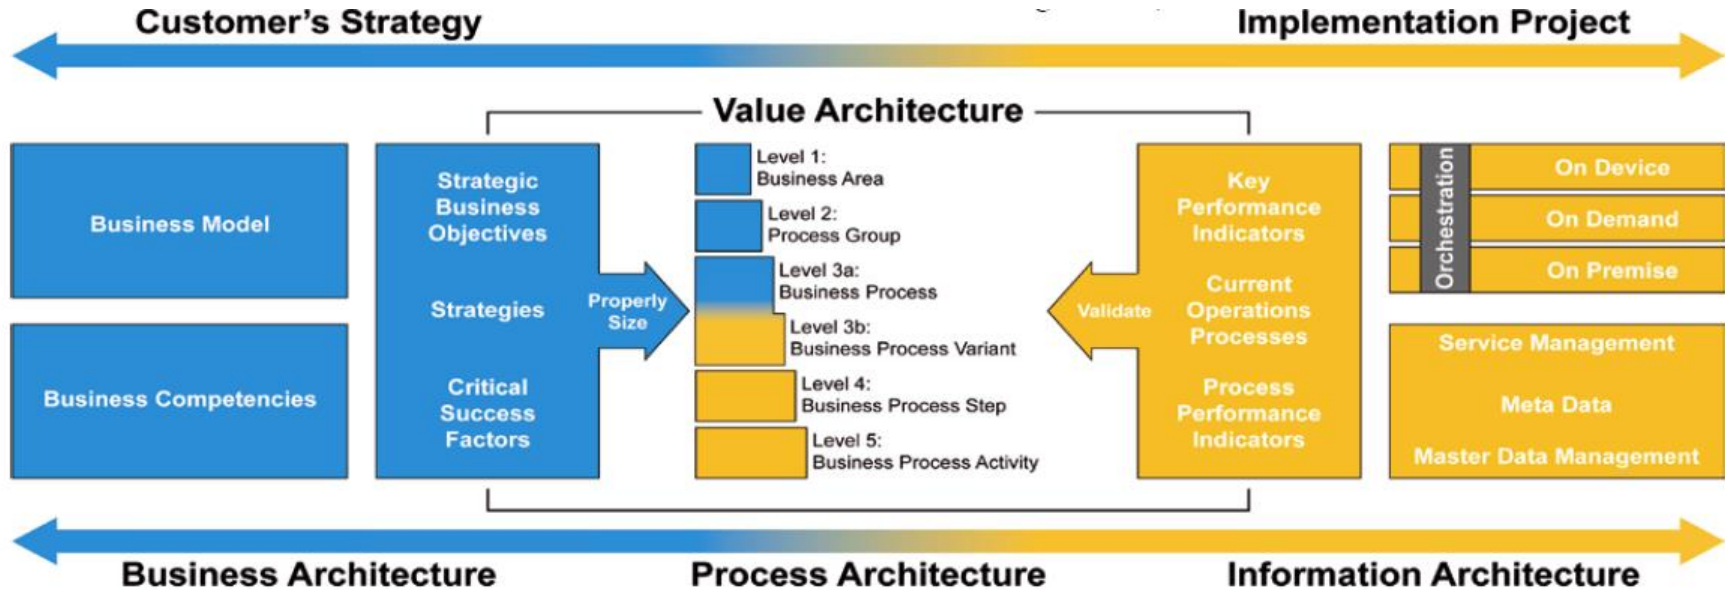 Customer's Strategy
Implementation Project
Value Architecture
Business Model
Business Competencies
Strategic
Business
Objectives
Strategies
Critical
Success
Factors
Properly
Size
Level 1:
Business Area
Level 2:
Process Group
Level 3a:
Business Process
Level 3b:
Business Process Variant
Level 4:
Business Process Step
Level 5:
Business Process Activity
Validate
Key
Performance
Indicators
Current
Operations
Processes
Process
Performance
Indicators
Orchestration
On Device
On Demand
On Premise
Service Management
Meta Data
Master Data Management
Business Architecture
Process Architecture
Information Architecture